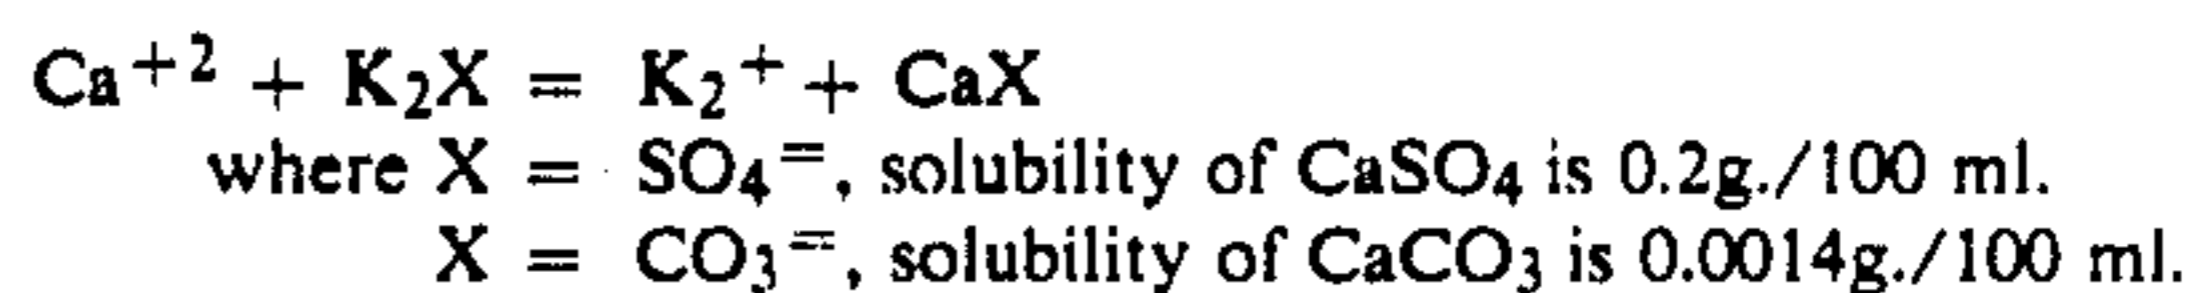 Ca⁺² + K₂X = K₂⁺ + CaX
where X = SO₄⁼, solubility of CaSO₄ is 0.2g./100 ml.
X = CO₃⁼, solubility of CaCO₃ is 0.0014g./100 ml.